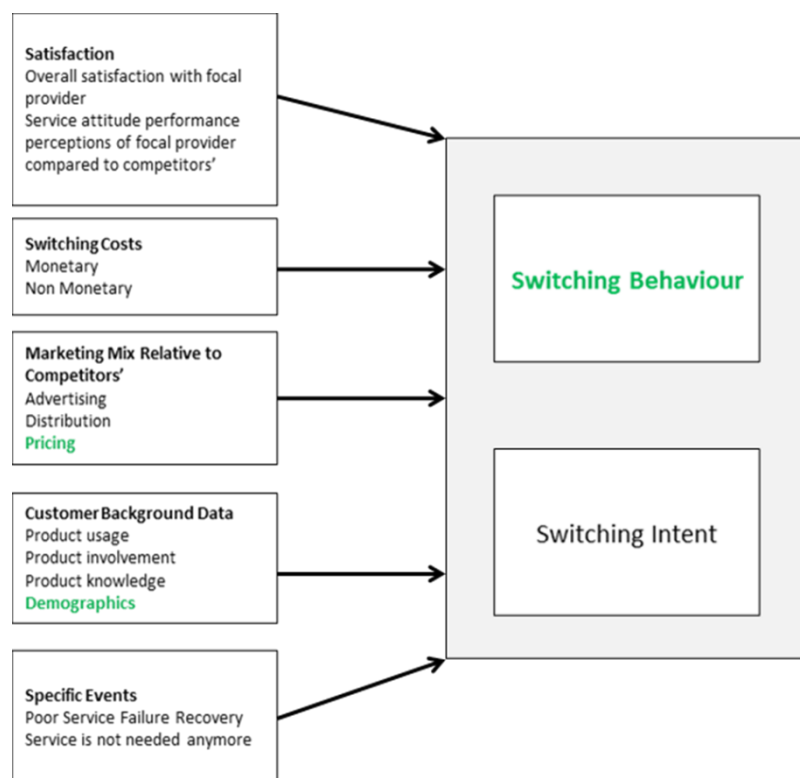 Satisfaction
Overall satisfaction with focal
provider
Service attitude performance
perceptions of focal provider
compared to competitors’
Switching Costs
Monetary
Non Monetary
Marketing Mix Relative to
Competitors’
Advertising
Distribution
Pricing
Customer Background Data
Product usage
Product involvement
Product knowledge
Demographics
Specific Events
Poor Service Failure Recovery
Service is not needed anymore
Switching Behaviour
Switching Intent